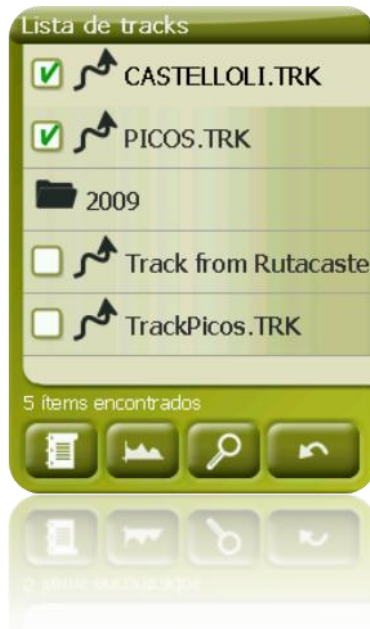 Lista de tracks
CASTELLOLI.TRK
PICOS.TRK
2009
Track from Rutacaste
TrackPicos.TRK
5 ítems encontrados